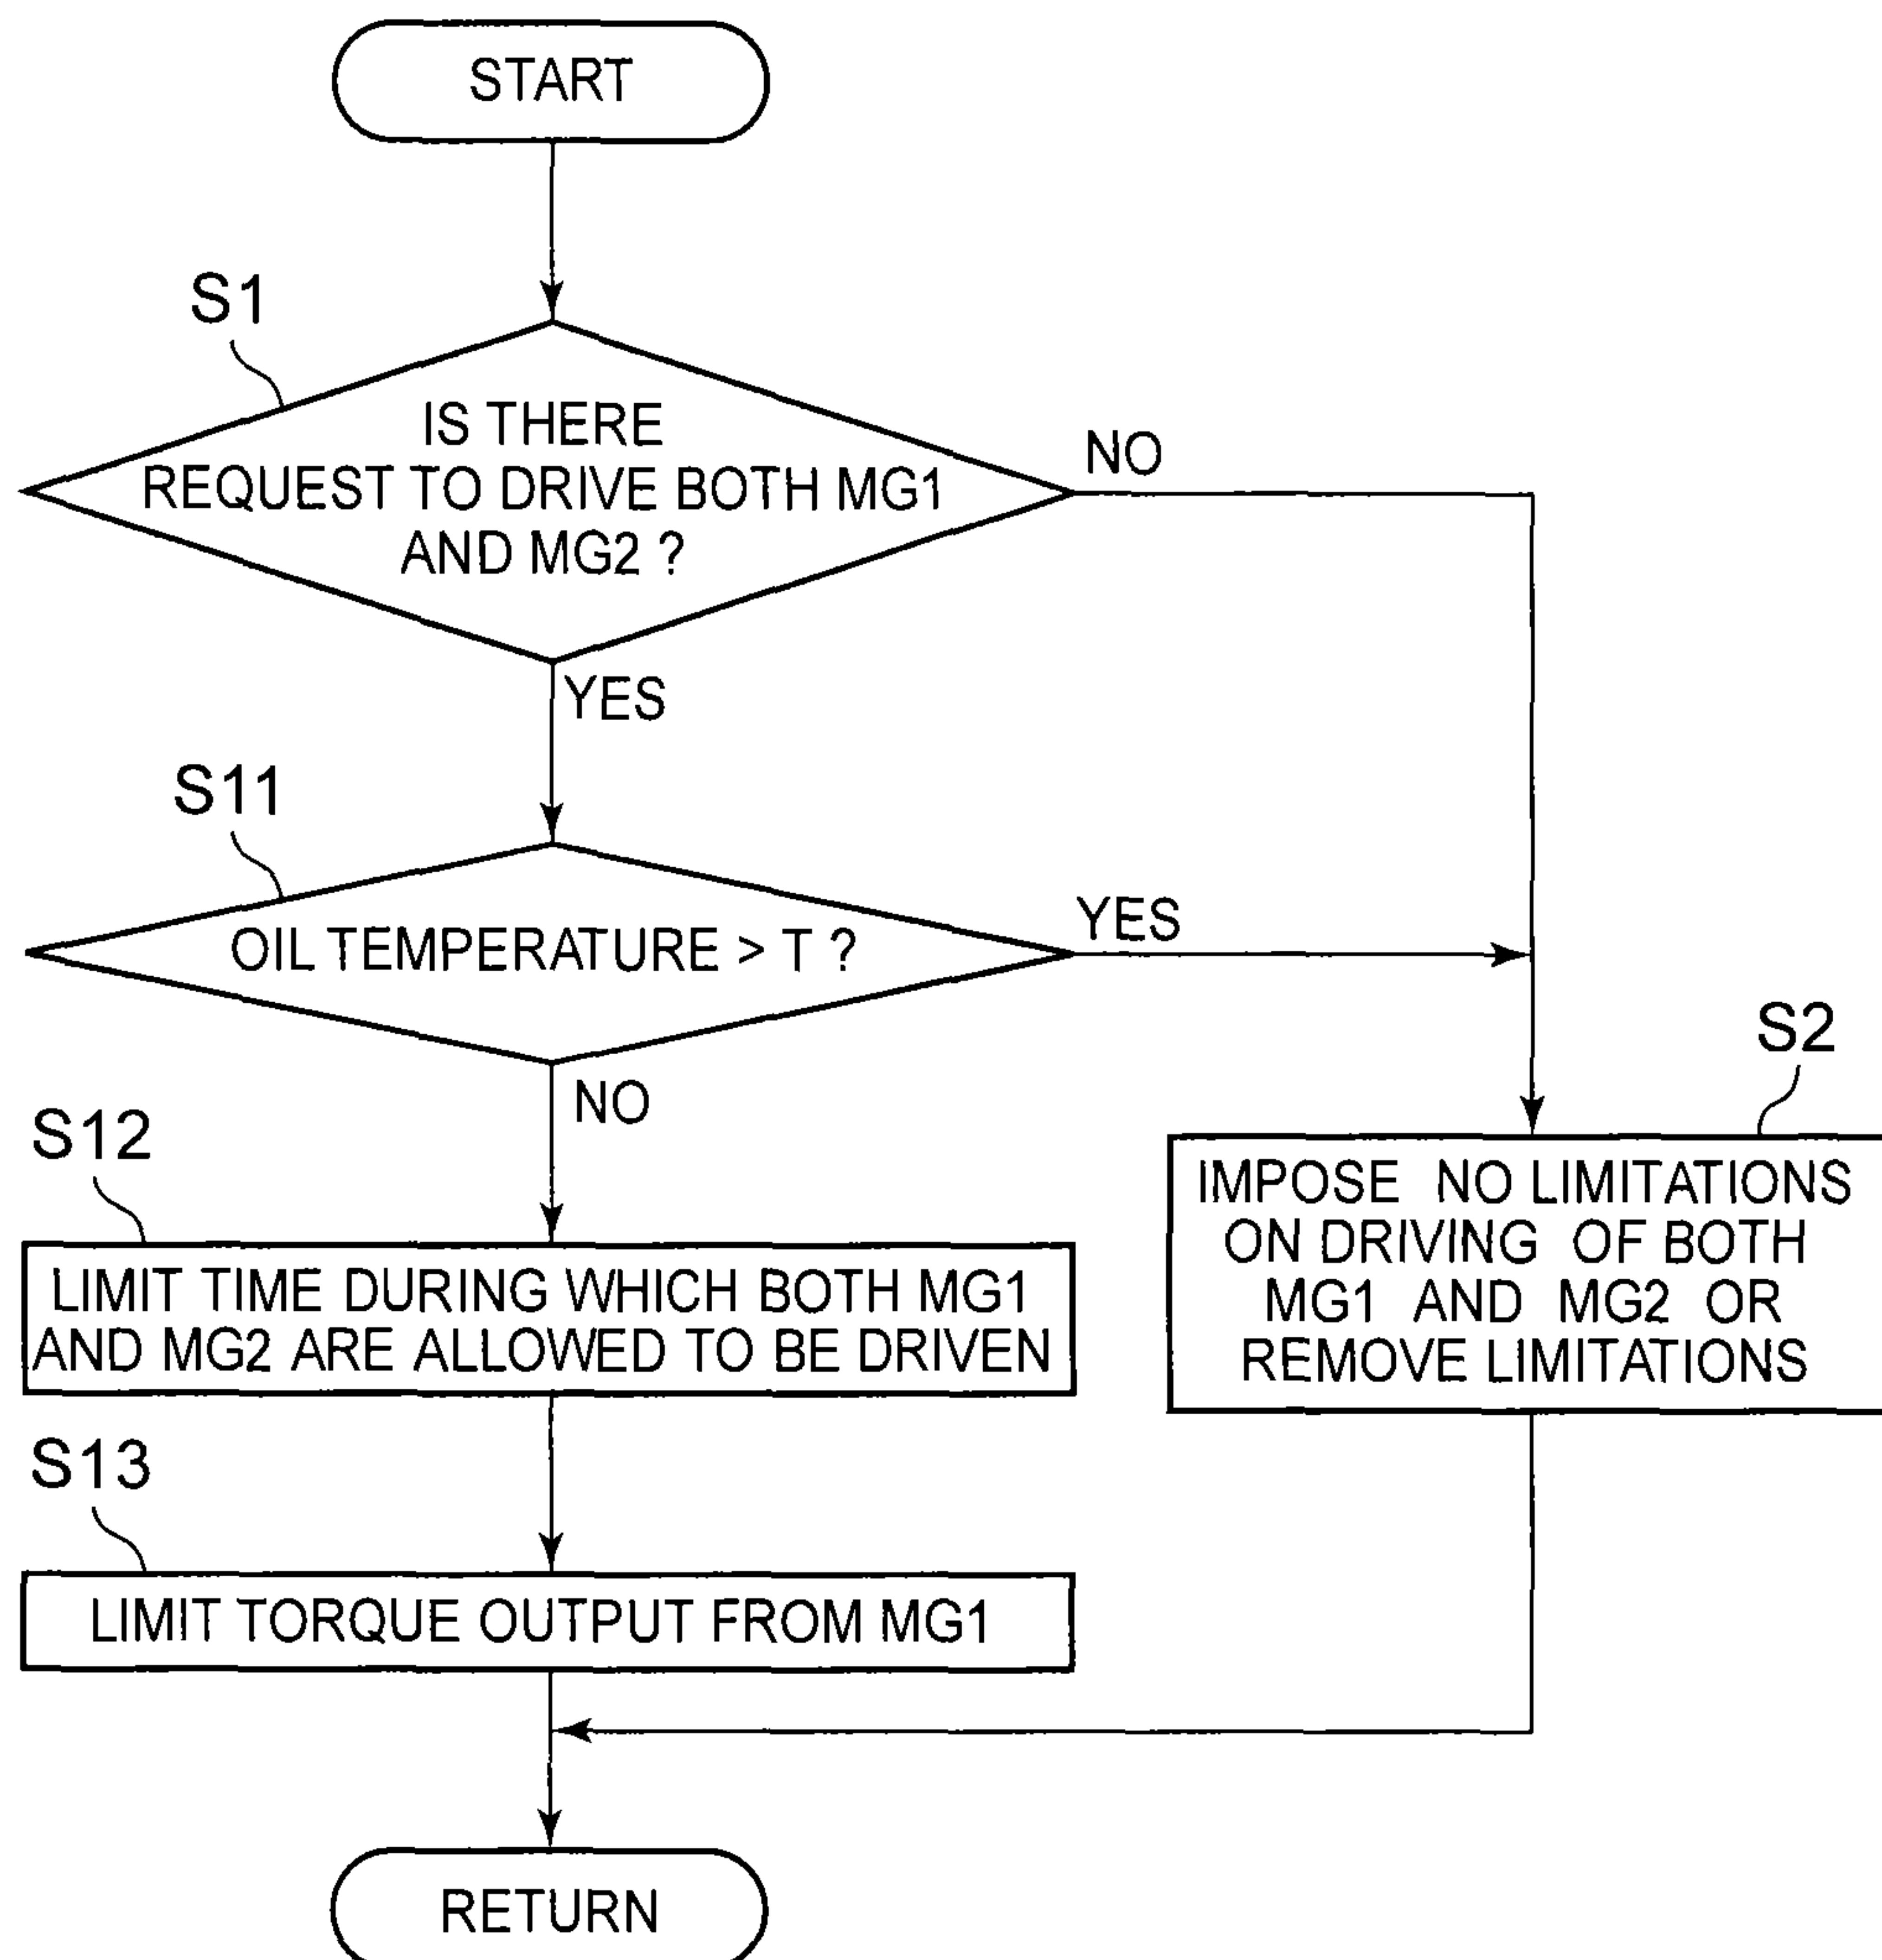 START
S1
IS THERE
REQUEST TO DRIVE BOTH MG1
AND MG2 ?
NO
YES
S11
OIL TEMPERATURE > T ?
YES
NO
S2
IMPOSE NO LIMITATIONS
ON DRIVING OF BOTH
MG1 AND MG2 OR
REMOVE LIMITATIONS
S12
LIMIT TIME DURING WHICH BOTH MG1
AND MG2 ARE ALLOWED TO BE DRIVEN
S13
LIMIT TORQUE OUTPUT FROM MG1
RETURN